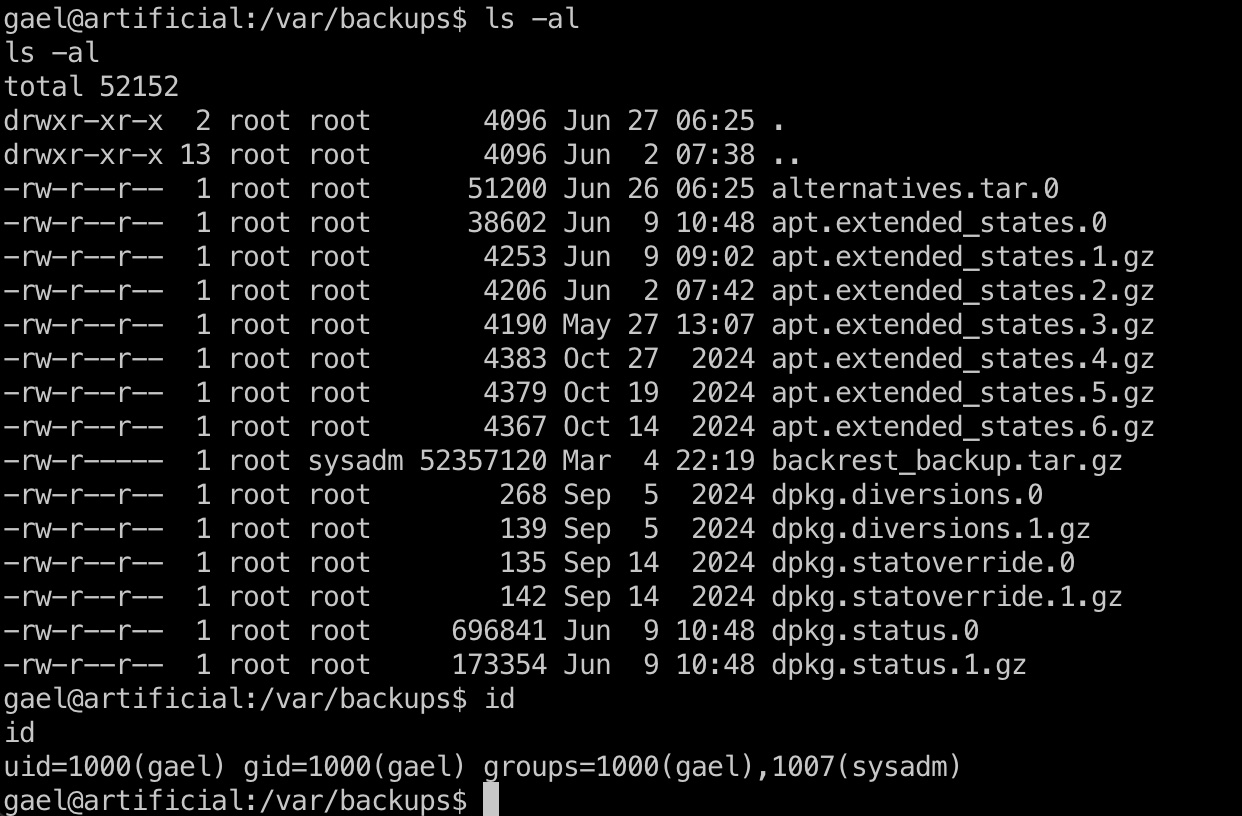 gael@artificial:/var/backups$ ls -al
ls -al
total 52152
drwxr-xr-x  2 root root       4096 Jun 27 06:25 .
drwxr-xr-x 13 root root       4096 Jun  2 07:38 ..
-rw-r--r--  1 root root      51200 Jun 26 06:25 alternatives.tar.0
-rw-r--r--  1 root root      38602 Jun  9 10:48 apt.extended_states.0
-rw-r--r--  1 root root       4253 Jun  9 09:02 apt.extended_states.1.gz
-rw-r--r--  1 root root       4206 Jun  2 07:42 apt.extended_states.2.gz
-rw-r--r--  1 root root       4190 May 27 13:07 apt.extended_states.3.gz
-rw-r--r--  1 root root       4383 Oct 27  2024 apt.extended_states.4.gz
-rw-r--r--  1 root root       4379 Oct 19  2024 apt.extended_states.5.gz
-rw-r--r--  1 root root       4367 Oct 14  2024 apt.extended_states.6.gz
-rw-r-----  1 root sysadm 52357120 Mar  4 22:19 backrest_backup.tar.gz
-rw-r--r--  1 root root        268 Sep  5  2024 dpkg.diversions.0
-rw-r--r--  1 root root        139 Sep  5  2024 dpkg.diversions.1.gz
-rw-r--r--  1 root root        135 Sep 14  2024 dpkg.statoverride.0
-rw-r--r--  1 root root        142 Sep 14  2024 dpkg.statoverride.1.gz
-rw-r--r--  1 root root     696841 Jun  9 10:48 dpkg.status.0
-rw-r--r--  1 root root     173354 Jun  9 10:48 dpkg.status.1.gz
gael@artificial:/var/backups$ id
id
uid=1000(gael) gid=1000(gael) groups=1000(gael),1007(sysadm)
gael@artificial:/var/backups$